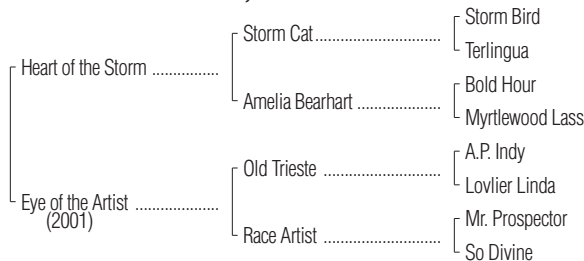 Storm Bird
Storm Cat ....................
Terlingua
Heart of the Storm ................
Bold Hour
Amelia Bearhart ...................
Myrtlewood Lass
A.P. Indy
Old Trieste ..........................
Lovlier Linda
Eye of the Artist ...................
(2001)
Mr. Prospector
Race Artist ..........................
So Divine